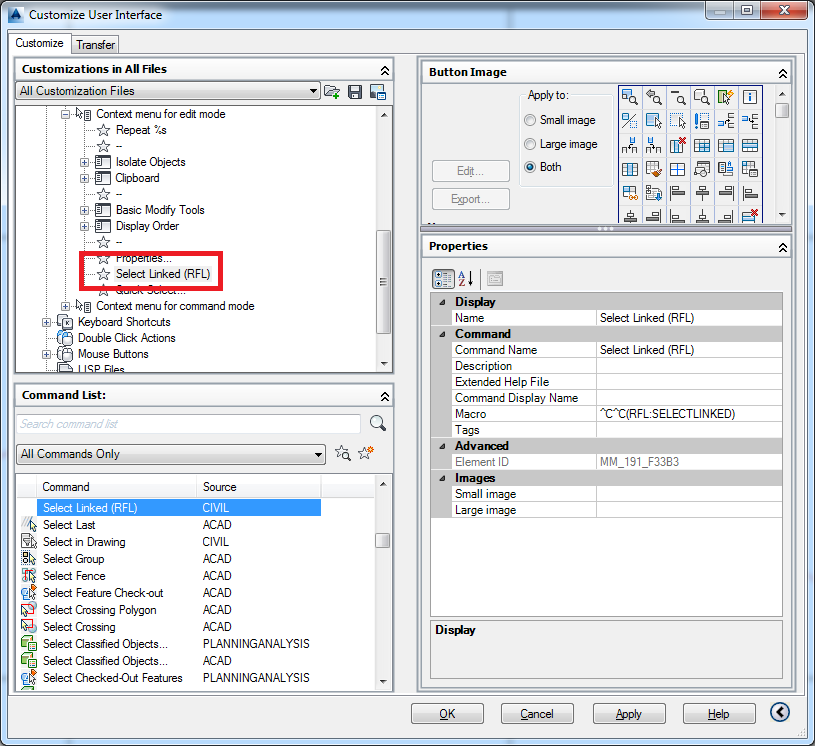 Customize User Interface
Customize Transfer
Customizations in All Files
All Customization Files
Context menu for edit mode
Repeat %s
--
Isolate Objects
Clipboard
--
Basic Modify Tools
Display Order
--
Properties...
Select Linked (RFL)
Quick Select...
Context menu for command mode
Keyboard Shortcuts
Double Click Actions
Mouse Buttons
LISP Files
Command List:
Search command list
All Commands Only
Command Source
Select Linked (RFL) CIVIL
Select Last ACAD
Select in Drawing CIVIL
Select Group ACAD
Select Fence ACAD
Select Feature Check-out ACAD
Select Crossing Polygon ACAD
Select Crossing ACAD
Select Classified Objects... PLANNINGANALYSIS
Select Classified Objects... ACAD
Select Checked-Out Features PLANNINGANALYSIS
Button Image
Apply to:
Small image
Large image
Both
Edit...
Export...
Properties
Display
Name Select Linked (RFL)
Command
Command Name Select Linked (RFL)
Description
Extended Help File
Command Display Name
Macro ^C^C(RFL:SELECTLINKED)
Tags
Advanced
Element ID MM_191_F33B3
Images
Small image
Large image
Display
OK Cancel Apply Help